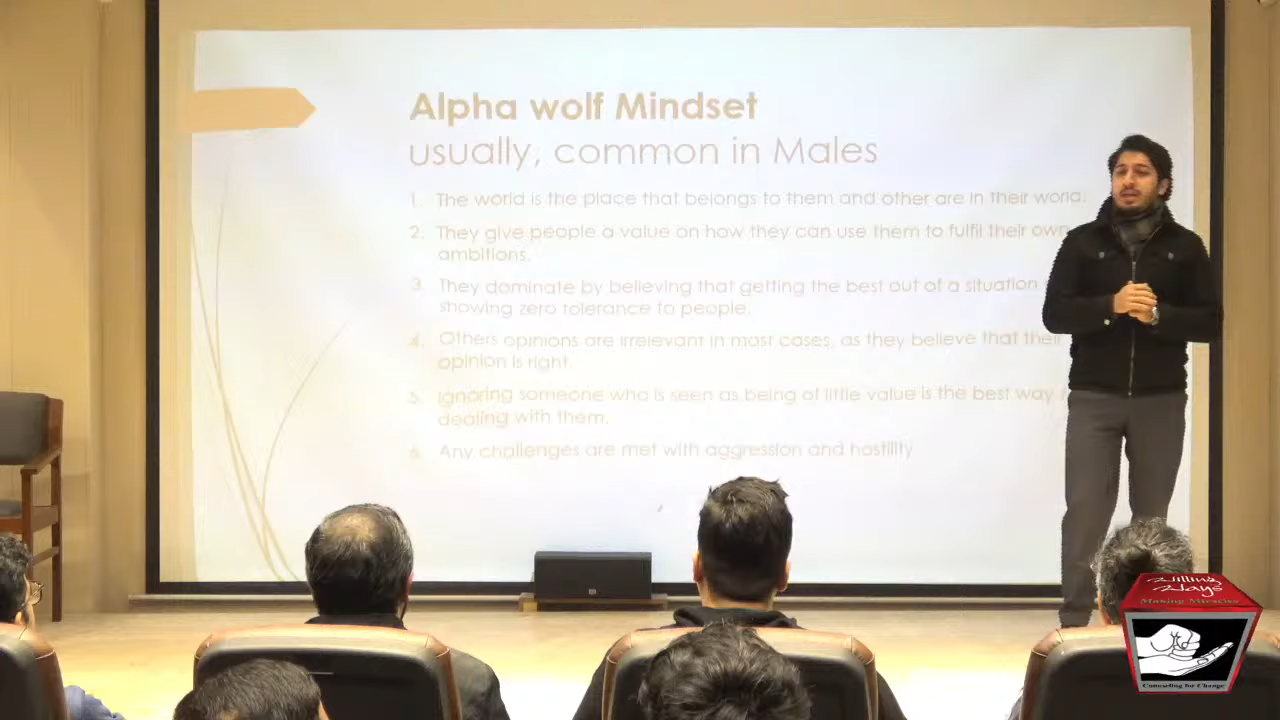 Alpha wolf Mindset
usually, common in Males
1. The world is the place that belongs to them and other are in their world.
2. They give people a value on how they can use them to fulfil their own
ambitions.
3. They dominate by believing that getting the best out of a situation
showing zero tolerance to people.
4. Others opinions are irrelevant in most cases, as they believe that their
opinion is right
5. Ignoring someone who is seen as being of little value is the best way
dealing with them.
6. Any challenges are met with aggression and hostility
Willing
Ways
Making Miracles
Counseling for Change